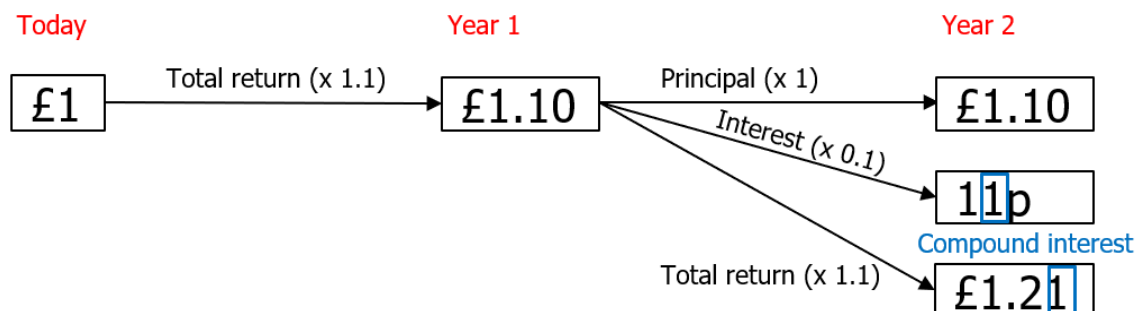 Today Year 1 Year 2
Total return (x 1.1) Principal (x 1)
£1 £1.10 £1.10
Interest (x 0.1)
11p
Compound interest
Total return (x 1.1) £1.21